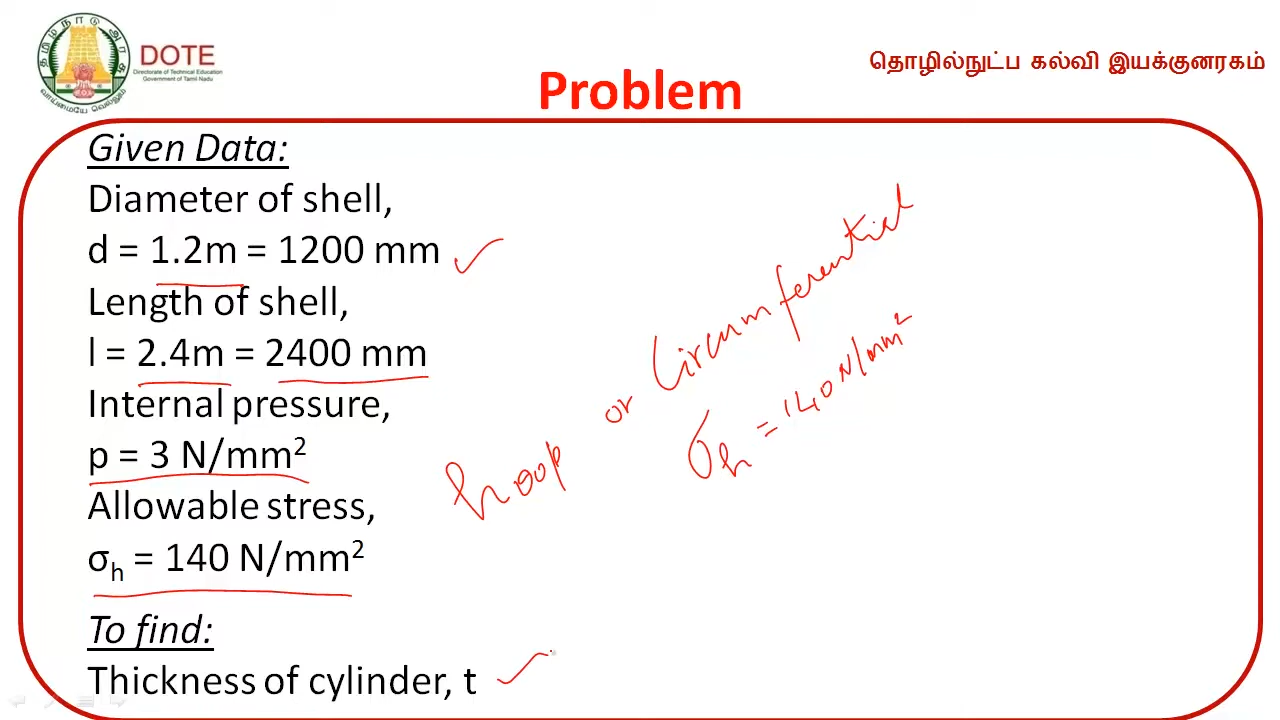 தமிழ்நாடு அரசு
வாய்மையே வெல்லும்
DOTE
Directorate of Technical Education
Government of Tamil Nadu
தொழில்நுட்ப கல்வி இயக்குனரகம்
Problem
Given Data:
Diameter of shell,
d = 1.2m = 1200 mm
Length of shell,
l = 2.4m = 2400 mm
Internal pressure,
p = 3 N/mm²
Allowable stress,
σₕ = 140 N/mm²
To find:
Thickness of cylinder, t
hoop or Circumferential
σₕ = 140 N/mm²